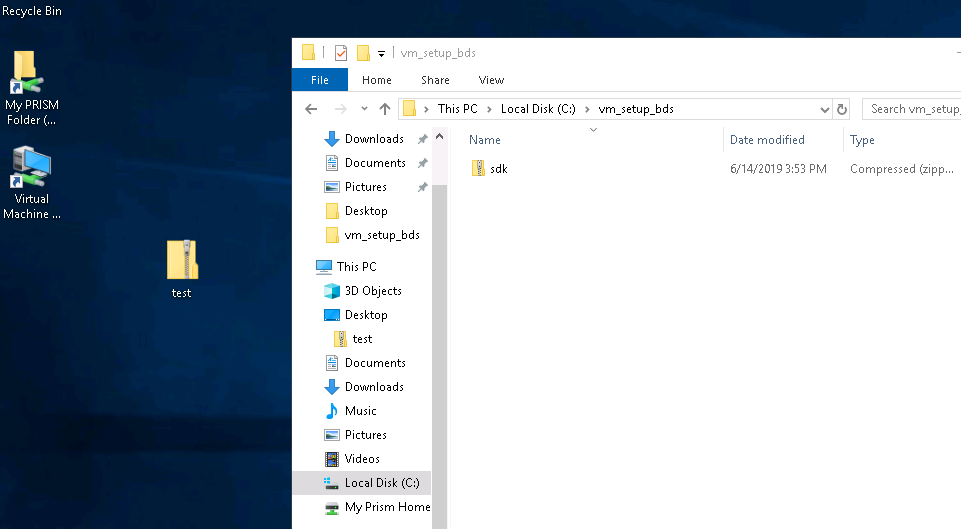 Recycle Bin
My PRISM
Folder (...
Virtual
Machine ...
test
vm_setup_bds
File Home Share View
This PC Local Disk (C:) vm_setup_bds
Search vm_setup_
Downloads
Documents
Pictures
Desktop
vm_setup_bds
This PC
3D Objects
Desktop
test
Documents
Downloads
Music
Pictures
Videos
Local Disk (C:)
My Prism Home
Name Date modified Type
sdk 6/14/2019 3:53 PM Compressed (zipp...